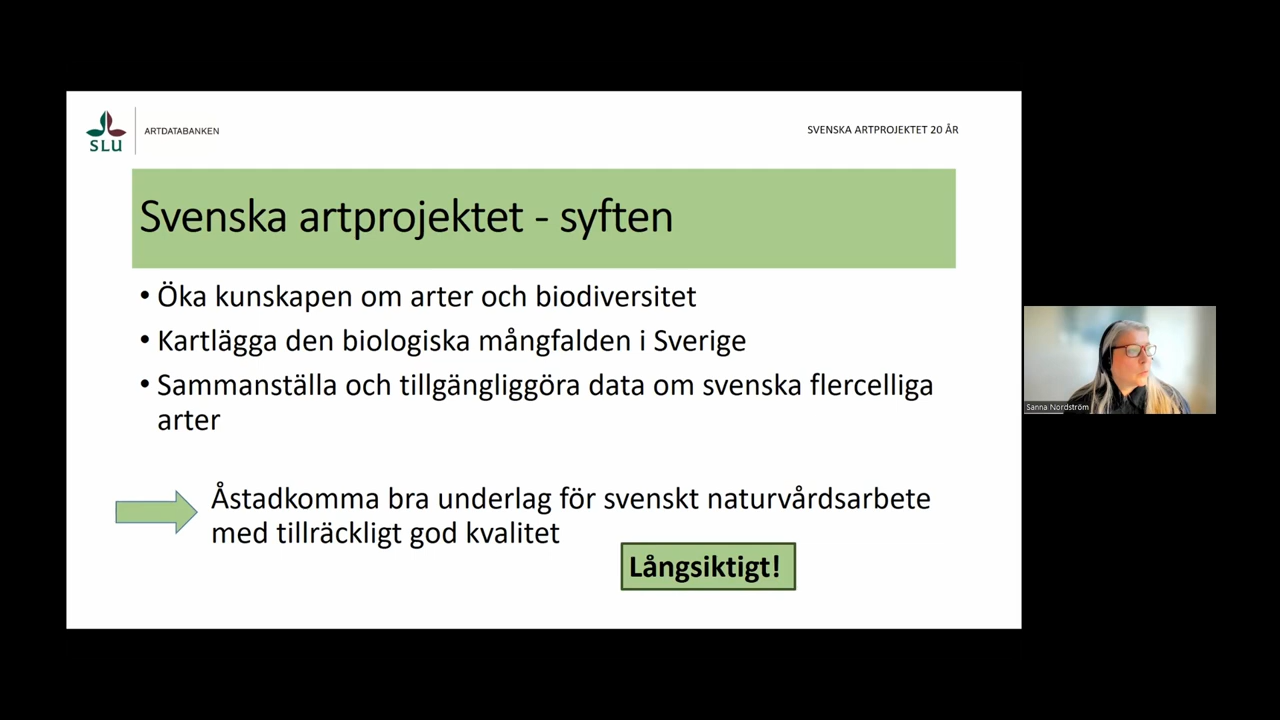 SLU
ARTDATABANKEN
SVENSKA ARTPROJEKTET 20 ÅR
Svenska artprojektet - syften
• Öka kunskapen om arter och biodiversitet
• Kartlägga den biologiska mångfalden i Sverige
• Sammanställa och tillgängliggöra data om svenska flercelliga
arter
Åstadkomma bra underlag för svenskt naturvårdsarbete
med tillräckligt god kvalitet
Långsiktigt!
Sanna Nordström